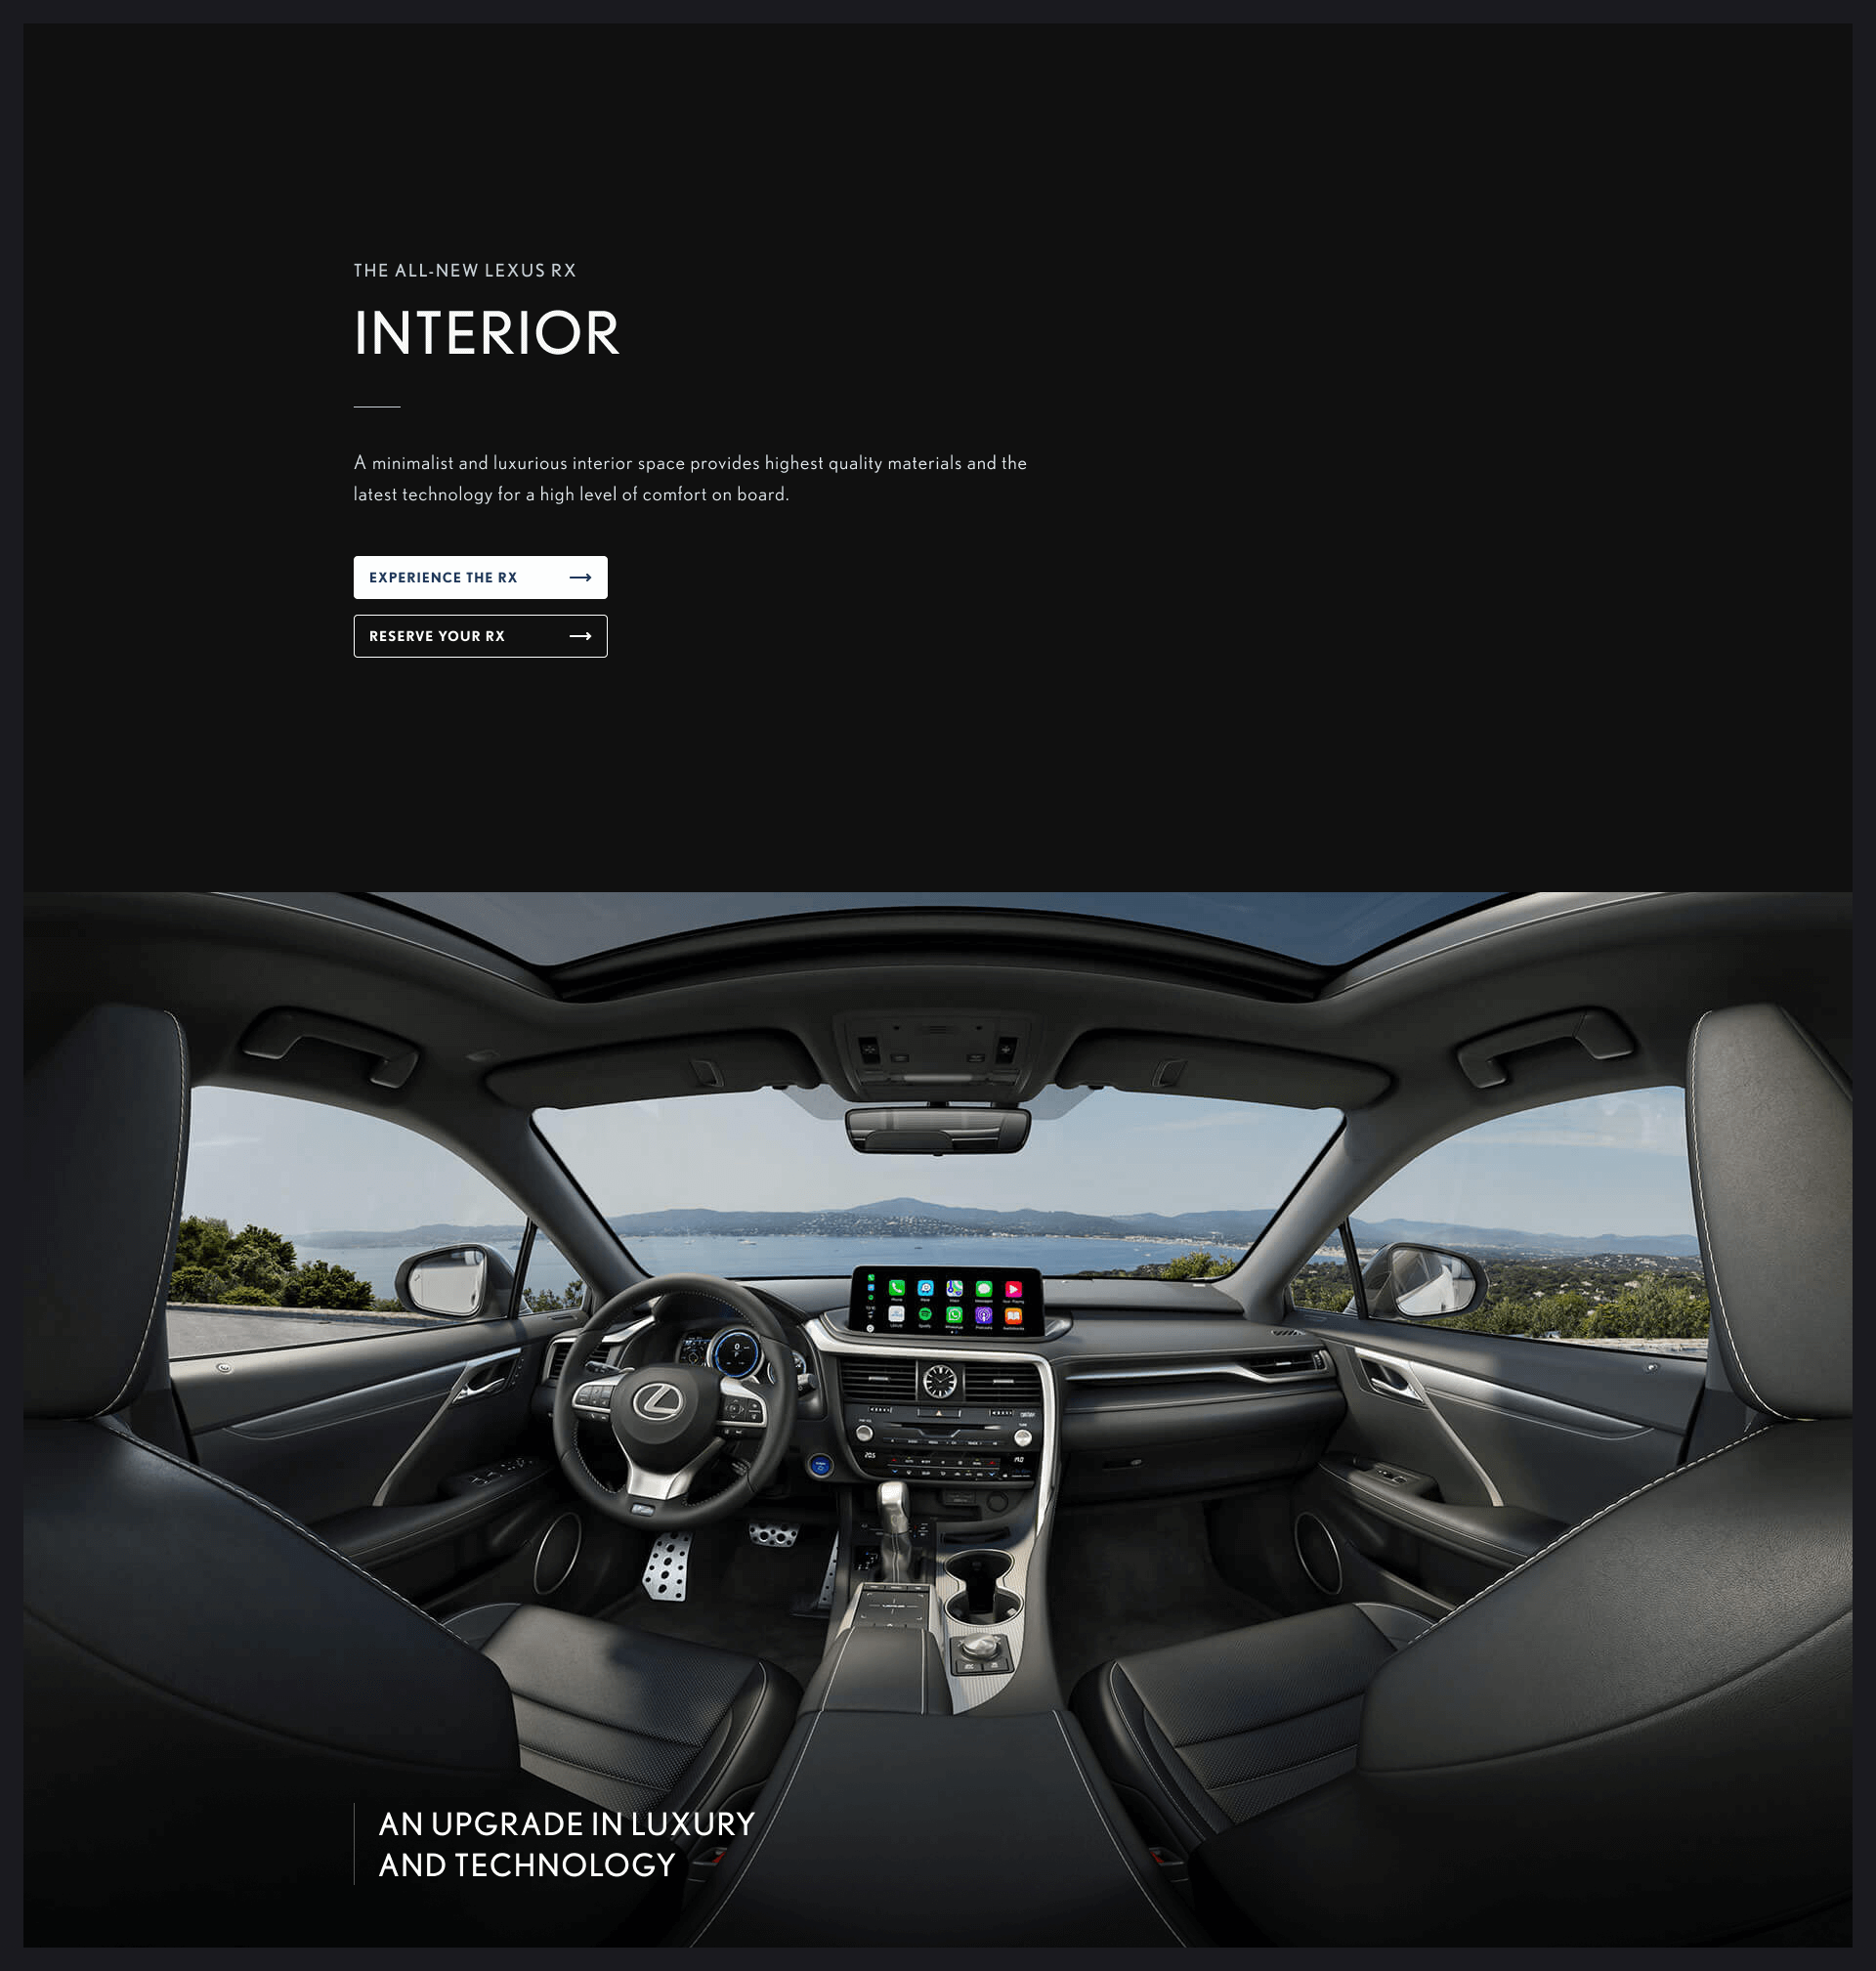 THE ALL-NEW LEXUS RX
INTERIOR
A minimalist and luxurious interior space provides highest quality materials and the
latest technology for a high level of comfort on board.
EXPERIENCE THE RX
RESERVE YOUR RX
AN UPGRADE IN LUXURY
AND TECHNOLOGY